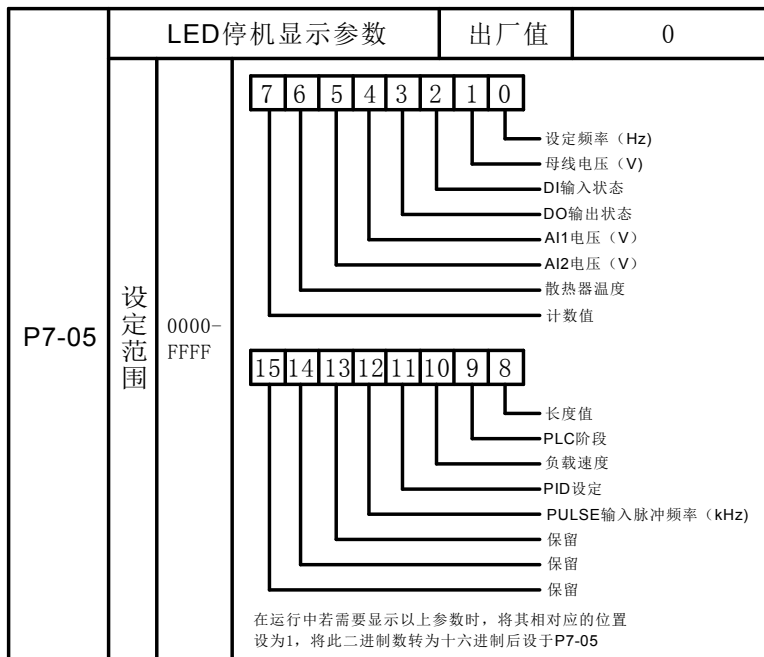 LED停机显示参数 出厂值 0
P7-05
设定范围
0000-
FFFF
7 6 5 4 3 2 1 0
设定频率（Hz)
母线电压（V)
DI输入状态
DO输出状态
AI1电压（V）
AI2电压（V）
散热器温度
计数值
15 14 13 12 11 10 9 8
长度值
PLC阶段
负载速度
PID设定
PULSE输入脉冲频率（kHz)
保留
保留
保留
在运行中若需要显示以上参数时，将其相对应的位置
设为1，将此二进制数转为十六进制后设于P7-05